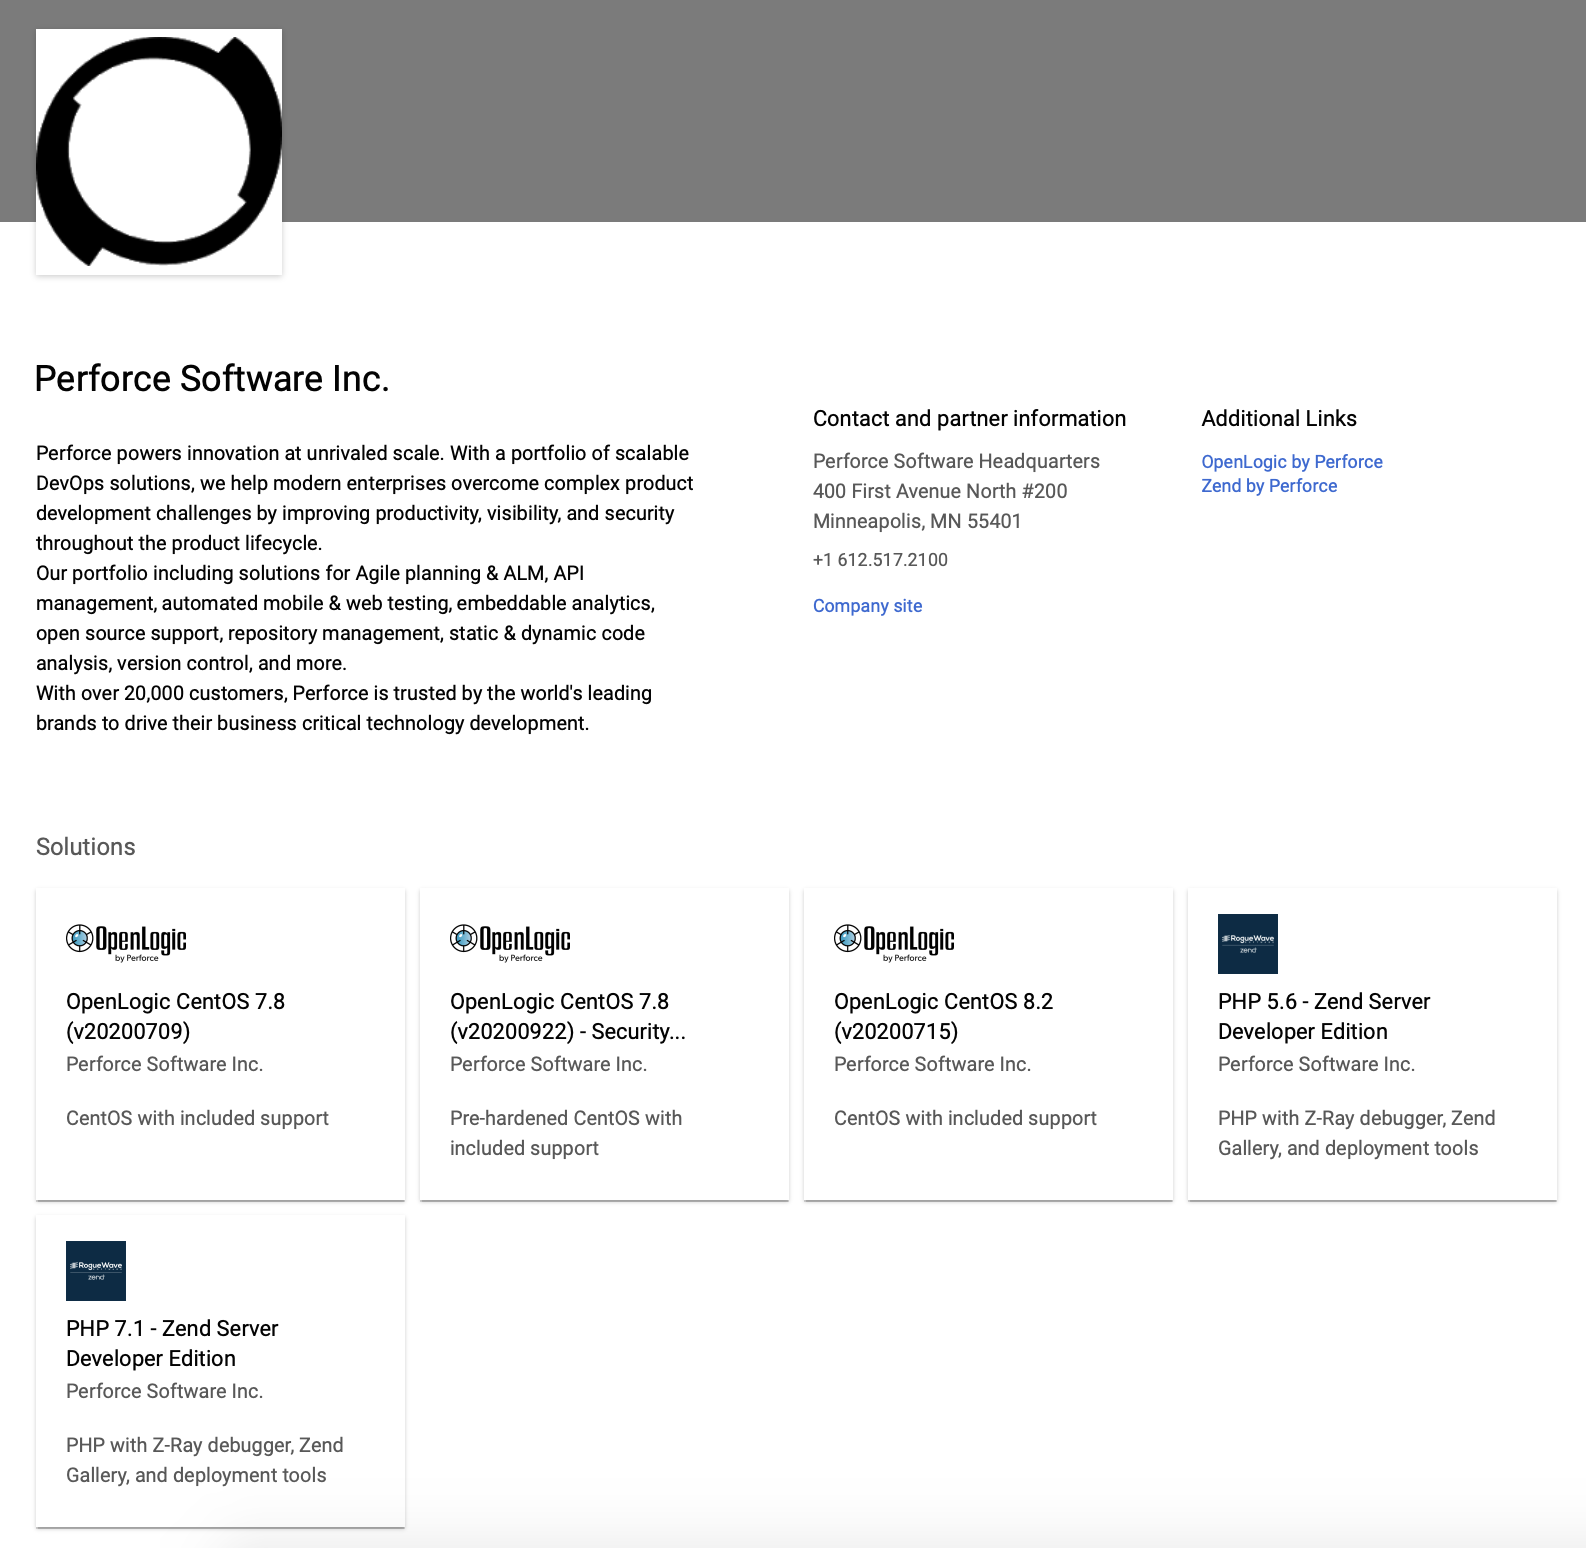 Perforce Software Inc.
Perforce powers innovation at unrivaled scale. With a portfolio of scalable
DevOps solutions, we help modern enterprises overcome complex product
development challenges by improving productivity, visibility, and security
throughout the product lifecycle.
Our portfolio including solutions for Agile planning & ALM, API
management, automated mobile & web testing, embeddable analytics,
open source support, repository management, static & dynamic code
analysis, version control, and more.
With over 20,000 customers, Perforce is trusted by the world's leading
brands to drive their business critical technology development.
Contact and partner information
Perforce Software Headquarters
400 First Avenue North #200
Minneapolis, MN 55401
+1 612.517.2100
Company site
Additional Links
OpenLogic by Perforce
Zend by Perforce
Solutions
OpenLogic
by Perforce
OpenLogic CentOS 7.8
(v20200709)
Perforce Software Inc.
CentOS with included support
OpenLogic
by Perforce
OpenLogic CentOS 7.8
(v20200922) - Security...
Perforce Software Inc.
Pre-hardened CentOS with
included support
OpenLogic
by Perforce
OpenLogic CentOS 8.2
(v20200715)
Perforce Software Inc.
CentOS with included support
RogueWave
zend
PHP 5.6 - Zend Server
Developer Edition
Perforce Software Inc.
PHP with Z-Ray debugger, Zend
Gallery, and deployment tools
RogueWave
zend
PHP 7.1 - Zend Server
Developer Edition
Perforce Software Inc.
PHP with Z-Ray debugger, Zend
Gallery, and deployment tools